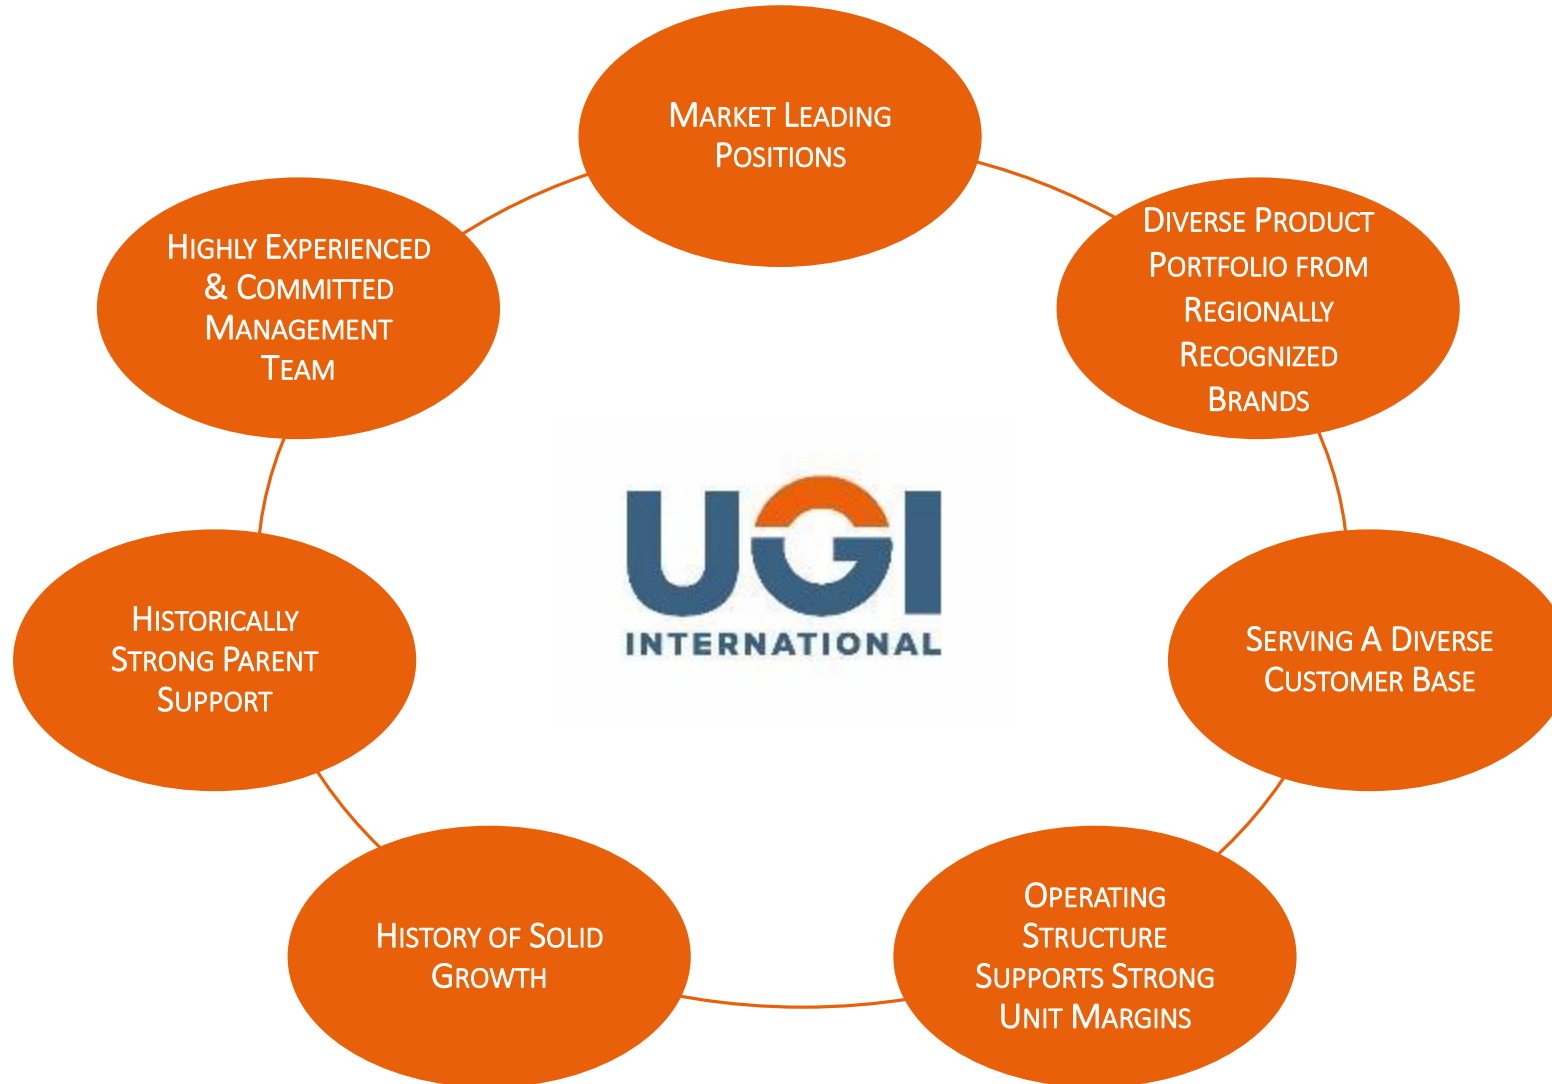 MARKET LEADING
POSITIONS
DIVERSE PRODUCT
PORTFOLIO FROM
REGIONALLY
RECOGNIZED
BRANDS
SERVING A DIVERSE
CUSTOMER BASE
OPERATING
STRUCTURE
SUPPORTS STRONG
UNIT MARGINS
HISTORY OF SOLID
GROWTH
HISTORICALLY
STRONG PARENT
SUPPORT
HIGHLY EXPERIENCED
& COMMITTED
MANAGEMENT
TEAM
UGI
INTERNATIONAL